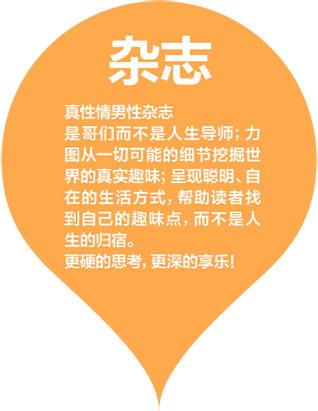 杂志
真性情男性杂志
是哥们而不是人生导师；力
图从一切可能的细节挖掘世
界的真实趣味；呈现聪明、自
在的生活方式，帮助读者找
到自己的趣味点，而不是人
生的归宿。
更硬的思考，更深的享乐！